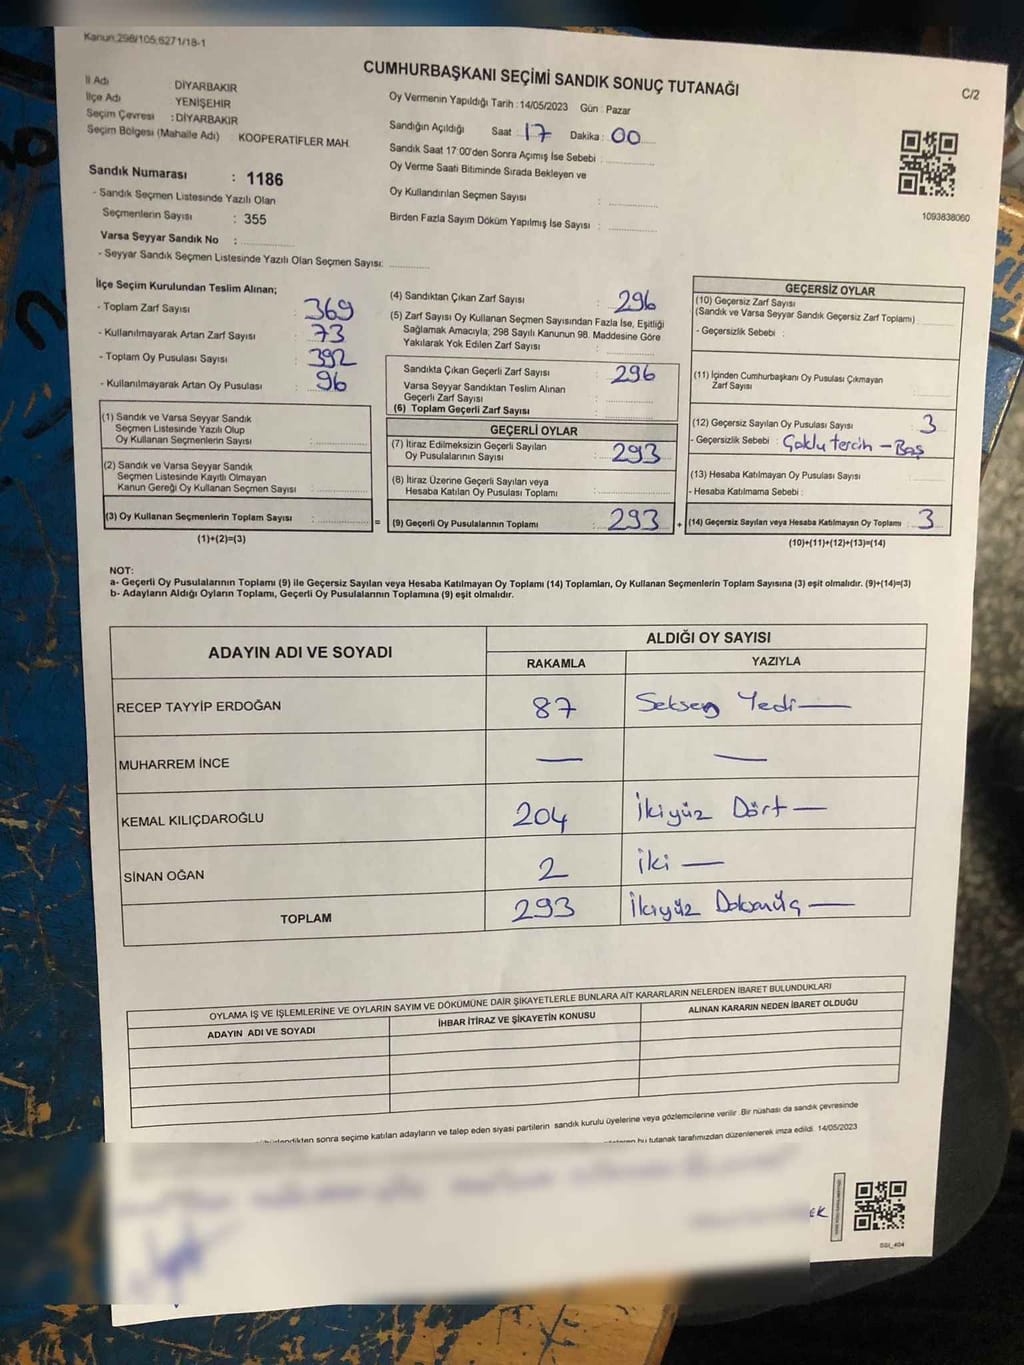 Kanun:298/105;6271/18-1
CUMHURBAŞKANI SEÇİMİ SANDIK SONUÇ TUTANAĞI
C/2
İl Adı : DİYARBAKIR
İlçe Adı : YENİŞEHİR
Seçim Çevresi : DİYARBAKIR
Seçim Bölgesi (Mahalle Adı) : KOOPERATİFLER MAH.
Sandık Numarası : 1186
- Sandık Seçmen Listesinde Yazılı Olan
Seçmenlerin Sayısı : 355
Varsa Seyyar Sandık No :
- Seyyar Sandık Seçmen Listesinde Yazılı Olan Seçmen Sayısı:
Oy Vermenin Yapıldığı Tarih : 14/05/2023 Gün : Pazar
Sandığın Açıldığı Saat : 17 Dakika : 00
Sandık Saat 17:00'den Sonra Açımış İse Sebebi :
Oy Verme Saati Bitiminde Sırada Bekleyen ve
Oy Kullandırılan Seçmen Sayısı :
Birden Fazla Sayım Döküm Yapılmış İse Sayısı :
1093838060
İlçe Seçim Kurulundan Teslim Alınan;
- Toplam Zarf Sayısı : 369
- Kullanılmayarak Artan Zarf Sayısı : 73
- Toplam Oy Pusulası Sayısı : 392
- Kullanılmayarak Artan Oy Pusulası : 96
(1) Sandık ve Varsa Seyyar Sandık
Seçmen Listesinde Yazılı Olup
Oy Kullanan Seçmenlerin Sayısı :
(2) Sandık ve Varsa Seyyar Sandık
Seçmen Listesinde Kayıtlı Olmayan
Kanun Gereği Oy Kullanan Seçmen Sayısı :
(3) Oy Kullanan Seçmenlerin Toplam Sayısı :
(1)+(2)=(3)
=
(4) Sandıktan Çıkan Zarf Sayısı : 296
(5) Zarf Sayısı Oy Kullanan Seçmen Sayısından Fazla İse, Eşitliği
Sağlamak Amacıyla; 298 Sayılı Kanunun 98. Maddesine Göre
Yakılarak Yok Edilen Zarf Sayısı :
Sandıkta Çıkan Geçerli Zarf Sayısı : 296
Varsa Seyyar Sandıktan Teslim Alınan
Geçerli Zarf Sayısı :
(6) Toplam Geçerli Zarf Sayısı :
GEÇERLİ OYLAR
(7) İtiraz Edilmeksizin Geçerli Sayılan
Oy Pusulalarının Sayısı : 293
(8) İtiraz Üzerine Geçerli Sayılan veya
Hesaba Katılan Oy Pusulası Toplamı :
(9) Geçerli Oy Pusulalarının Toplamı : 293
+
GEÇERSİZ OYLAR
(10) Geçersiz Zarf Sayısı
(Sandık ve Varsa Seyyar Sandık Geçersiz Zarf Toplamı) :
- Geçersizlik Sebebi :
(11) İçinden Cumhurbaşkanı Oy Pusulası Çıkmayan
Zarf Sayısı :
(12) Geçersiz Sayılan Oy Pusulası Sayısı : 3
- Geçersizlik Sebebi : Çoklu tercih - Boş
(13) Hesaba Katılmayan Oy Pusulası Sayısı :
- Hesaba Katılmama Sebebi :
(14) Geçersiz Sayılan veya Hesaba Katılmayan Oy Toplamı : 3
(10)+(11)+(12)+(13)=(14)
NOT:
a- Geçerli Oy Pusulalarının Toplamı (9) ile Geçersiz Sayılan veya Hesaba Katılmayan Oy Toplamı (14) Toplamları, Oy Kullanan Seçmenlerin Toplam Sayısına (3) eşit olmalıdır. (9)+(14)=(3)
b- Adayların Aldığı Oyların Toplamı, Geçerli Oy Pusulalarının Toplamına (9) eşit olmalıdır.
ADAYIN ADI VE SOYADI
ALDIĞI OY SAYISI
RAKAMLA YAZIYLA
RECEP TAYYİP ERDOĞAN 87 Seksen Yedi —
MUHARREM İNCE — —
KEMAL KILIÇDAROĞLU 204 İkiyüz Dört —
SİNAN OĞAN 2 İki —
TOPLAM 293 İkiyüz Doksanüç —
OYLAMA İŞ VE İŞLEMLERİNE VE OYLARIN SAYIM VE DÖKÜMÜNE DAİR ŞİKAYETLERLE BUNLARA AİT KARARLARIN NELERDEN İBARET BULUNDUKLARI
ADAYIN ADI VE SOYADI İHBAR İTİRAZ VE ŞİKAYETİN KONUSU ALINAN KARARIN NEDEN İBARET OLDUĞU
sonra seçime katılan adayların ve talep eden siyasi partilerin sandık kurulu üyelerine veya gözlemcilerine verilir. Bir nüshası da sandık çevresinde
bu tutanak tarafımızdan düzenlenerek imza edildi. 14/05/2023
EK